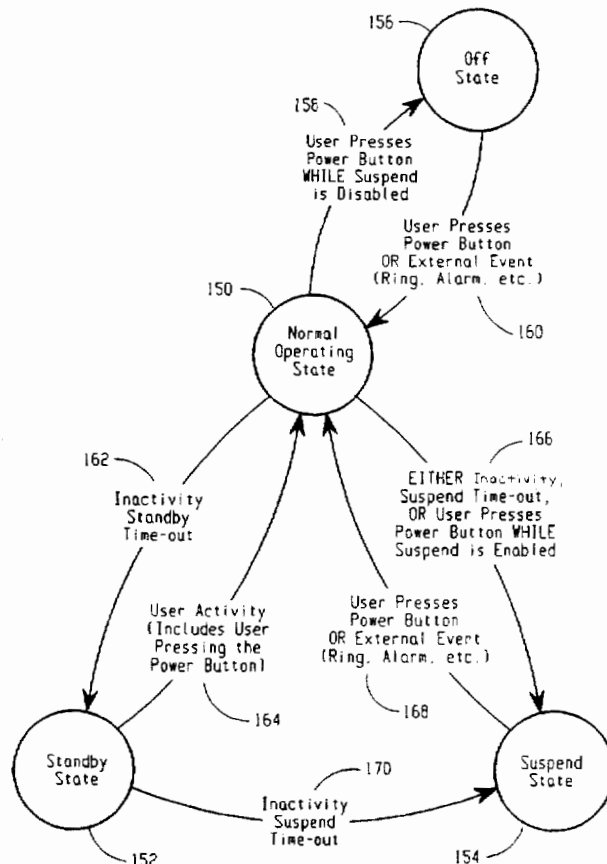 156
Off
State
158
User Presses
Power Button
WHILE Suspend
is Disabled
User Presses
Power Button
OR External Event
(Ring, Alarm, etc.)
160
150
Normal
Operating
State
162
Inactivity
Standby
Time-out
166
EITHER Inactivity,
Suspend Time-out,
OR User Presses
Power Button WHILE
Suspend is Enabled
User Activity
(Includes User
Pressing the
Power Button)
164
User Presses
Power Button
OR External Event
(Ring, Alarm, etc.)
168
Standby
State
152
170
Inactivity
Suspend
Time-out
Suspend
State
154